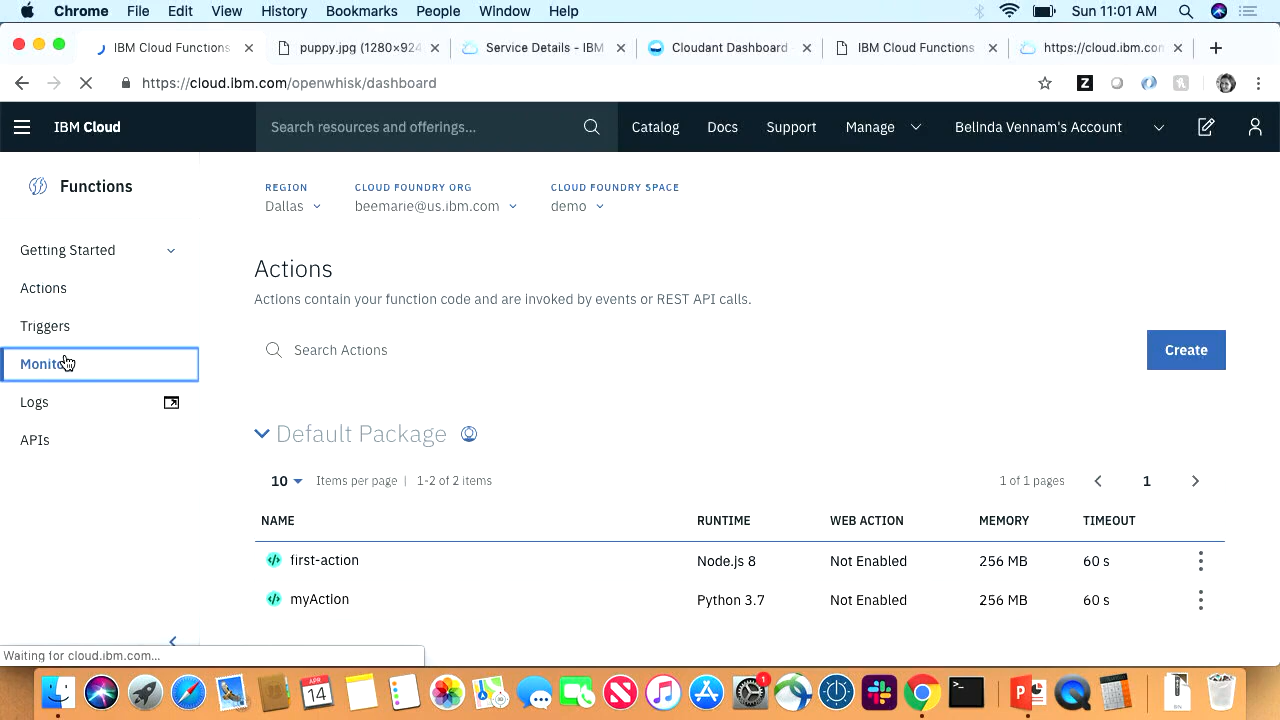 Chrome File Edit View History Bookmarks People Window Help Sun 11:01 AM
IBM Cloud Functions puppy.jpg (1280×924 Service Details - IBM Cloudant Dashboard IBM Cloud Functions https://cloud.ibm.com
https://cloud.ibm.com/openwhisk/dashboard Z
IBM Cloud Search resources and offerings... Catalog Docs Support Manage Belinda Vennam's Account
Functions
REGION CLOUD FOUNDRY ORG CLOUD FOUNDRY SPACE
Dallas beemarie@us.ibm.com demo
Getting Started
Actions
Triggers
Logs
APIs
Actions
Actions contain your function code and are invoked by events or REST API calls.
Search Actions Create
Default Package
10 Items per page | 1-2 of 2 items 1 of 1 pages 1
NAME RUNTIME WEB ACTION MEMORY TIMEOUT
first-action Node.js 8 Not Enabled 256 MB 60 s
myAction Python 3.7 Not Enabled 256 MB 60 s
Waiting for cloud.ibm.com...
APR
14
1